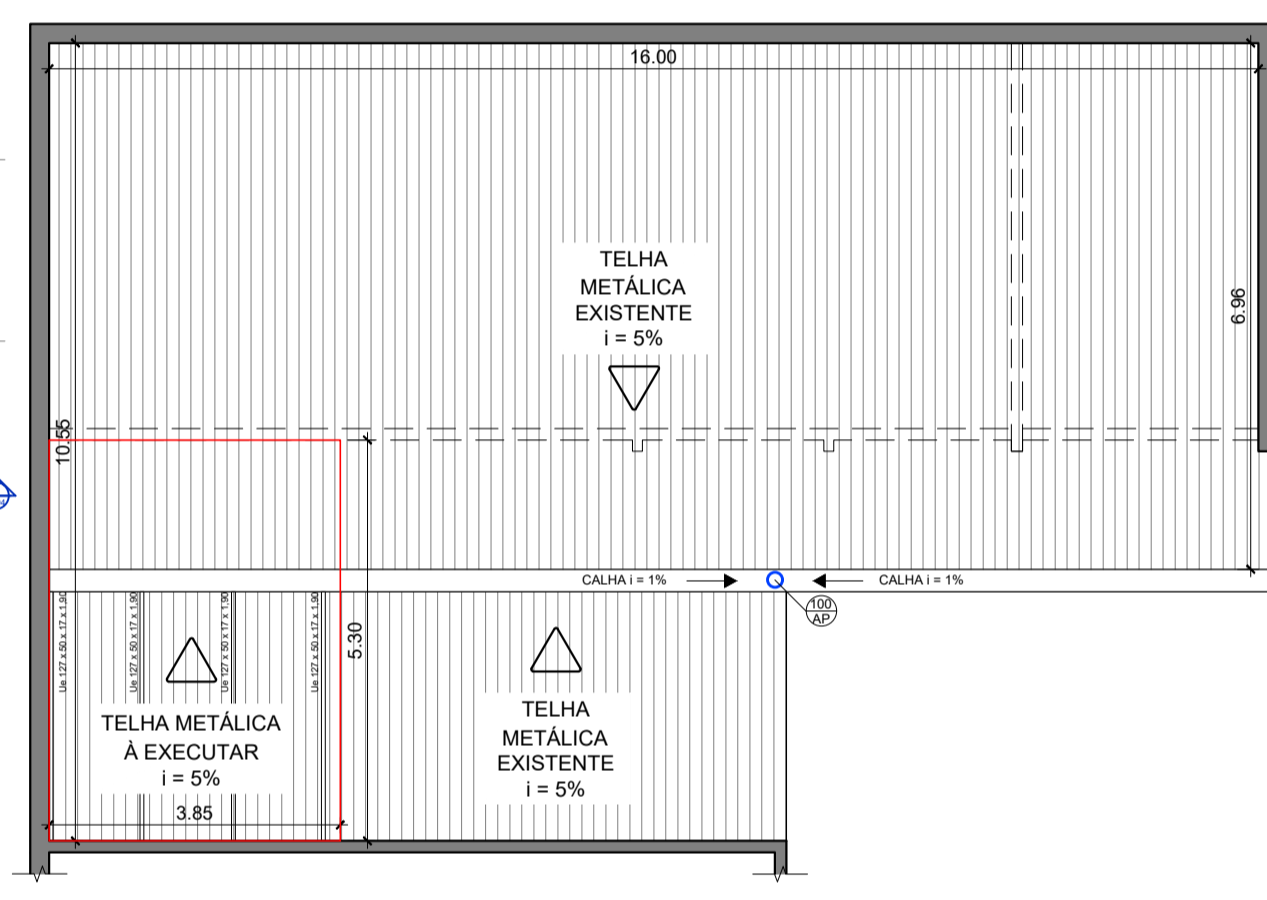 16.00
TELHA
METÁLICA
EXISTENTE
i = 5%
6.96
10.55
CALHA i = 1%
CALHA i = 1%
100
AP
Ue 127 x 50 x 17 x 1,90
Ue 127 x 50 x 17 x 1,90
Ue 127 x 50 x 17 x 1,90
Ue 127 x 50 x 17 x 1,90
5.30
TELHA METÁLICA
À EXECUTAR
i = 5%
3.85
TELHA
METÁLICA
EXISTENTE
i = 5%